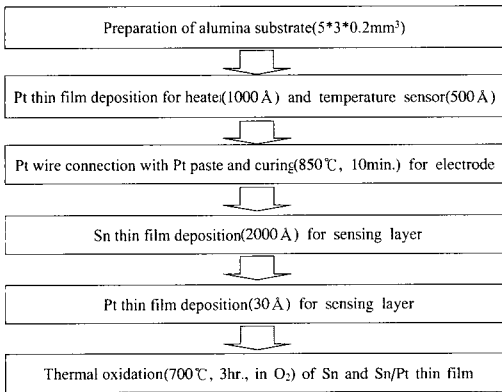 Preparation of alumina substrate(5*3*0.2mm³)
Pt thin film deposition for heater(1000Å) and temperature sensor(500Å)
Pt wire connection with Pt paste and curing(850℃, 10min.) for electrode
Sn thin film deposition(2000Å) for sensing layer
Pt thin film deposition(30Å) for sensing layer
Thermal oxidation(700℃, 3hr., in O₂) of Sn and Sn/Pt thin film